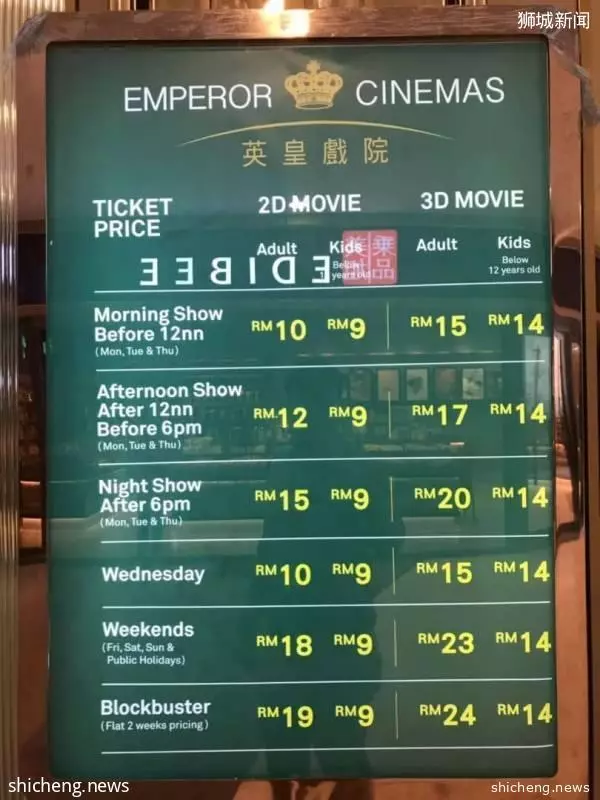 狮城新闻
EMPEROR CINEMAS
英皇戲院
TICKET PRICE 2D MOVIE 3D MOVIE
Adult Kids Adult Kids
Below 12 years old Below 12 years old
EDIBEE
Morning Show Before 12nn RM10 RM9 RM15 RM14
(Mon, Tue & Thu)
Afternoon Show After 12nn Before 6pm RM12 RM9 RM17 RM14
(Mon, Tue & Thu)
Night Show After 6pm RM15 RM9 RM20 RM14
(Mon, Tue & Thu)
Wednesday RM10 RM9 RM15 RM14
Weekends RM18 RM9 RM23 RM14
(Fri, Sat, Sun & Public Holidays)
Blockbuster RM19 RM9 RM24 RM14
(Flat 2 weeks pricing)
shicheng.news shicheng.news